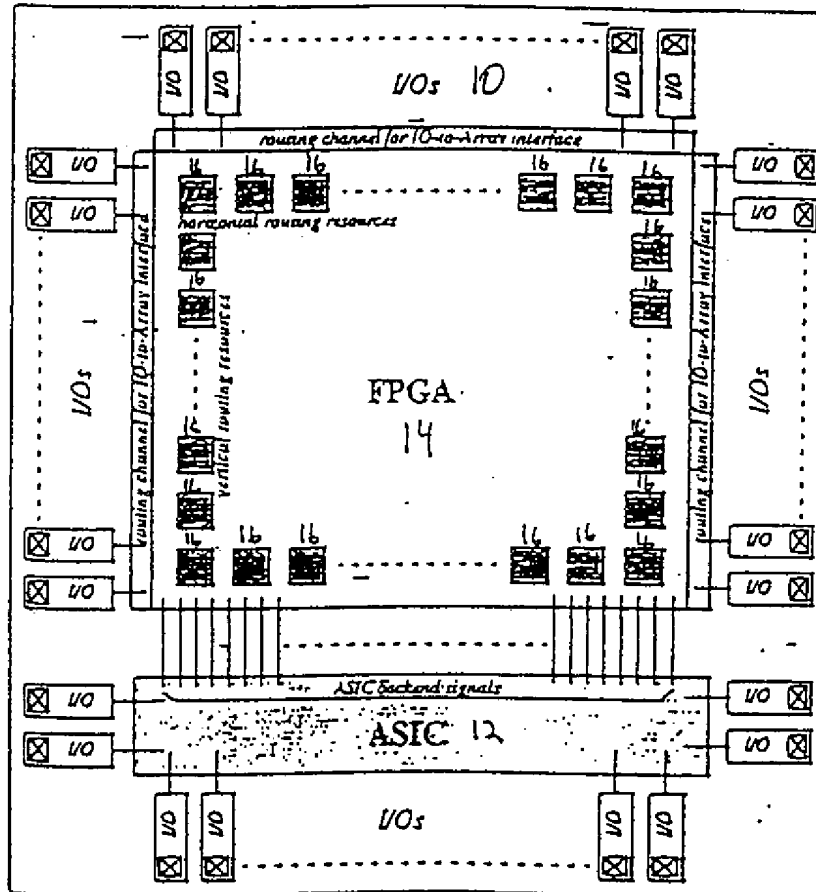 I/O I/O I/O I/O
I/Os 10
routing channel for IO-to-Array interface
I/O 16 16 16 16 16 16 I/O
I/O horizontal routing resources 16 I/O
16 16
routing channel for IO-to-Array interface
vertical routing resources
routing channel for IO-to-Array interface
I/Os
FPGA
14
I/Os
16 16
16
I/O 16 16 16 16 16 16 I/O
I/O I/O
ASIC backend signals
I/O I/O
ASIC 12
I/O I/O
I/O I/O I/O I/O
I/Os